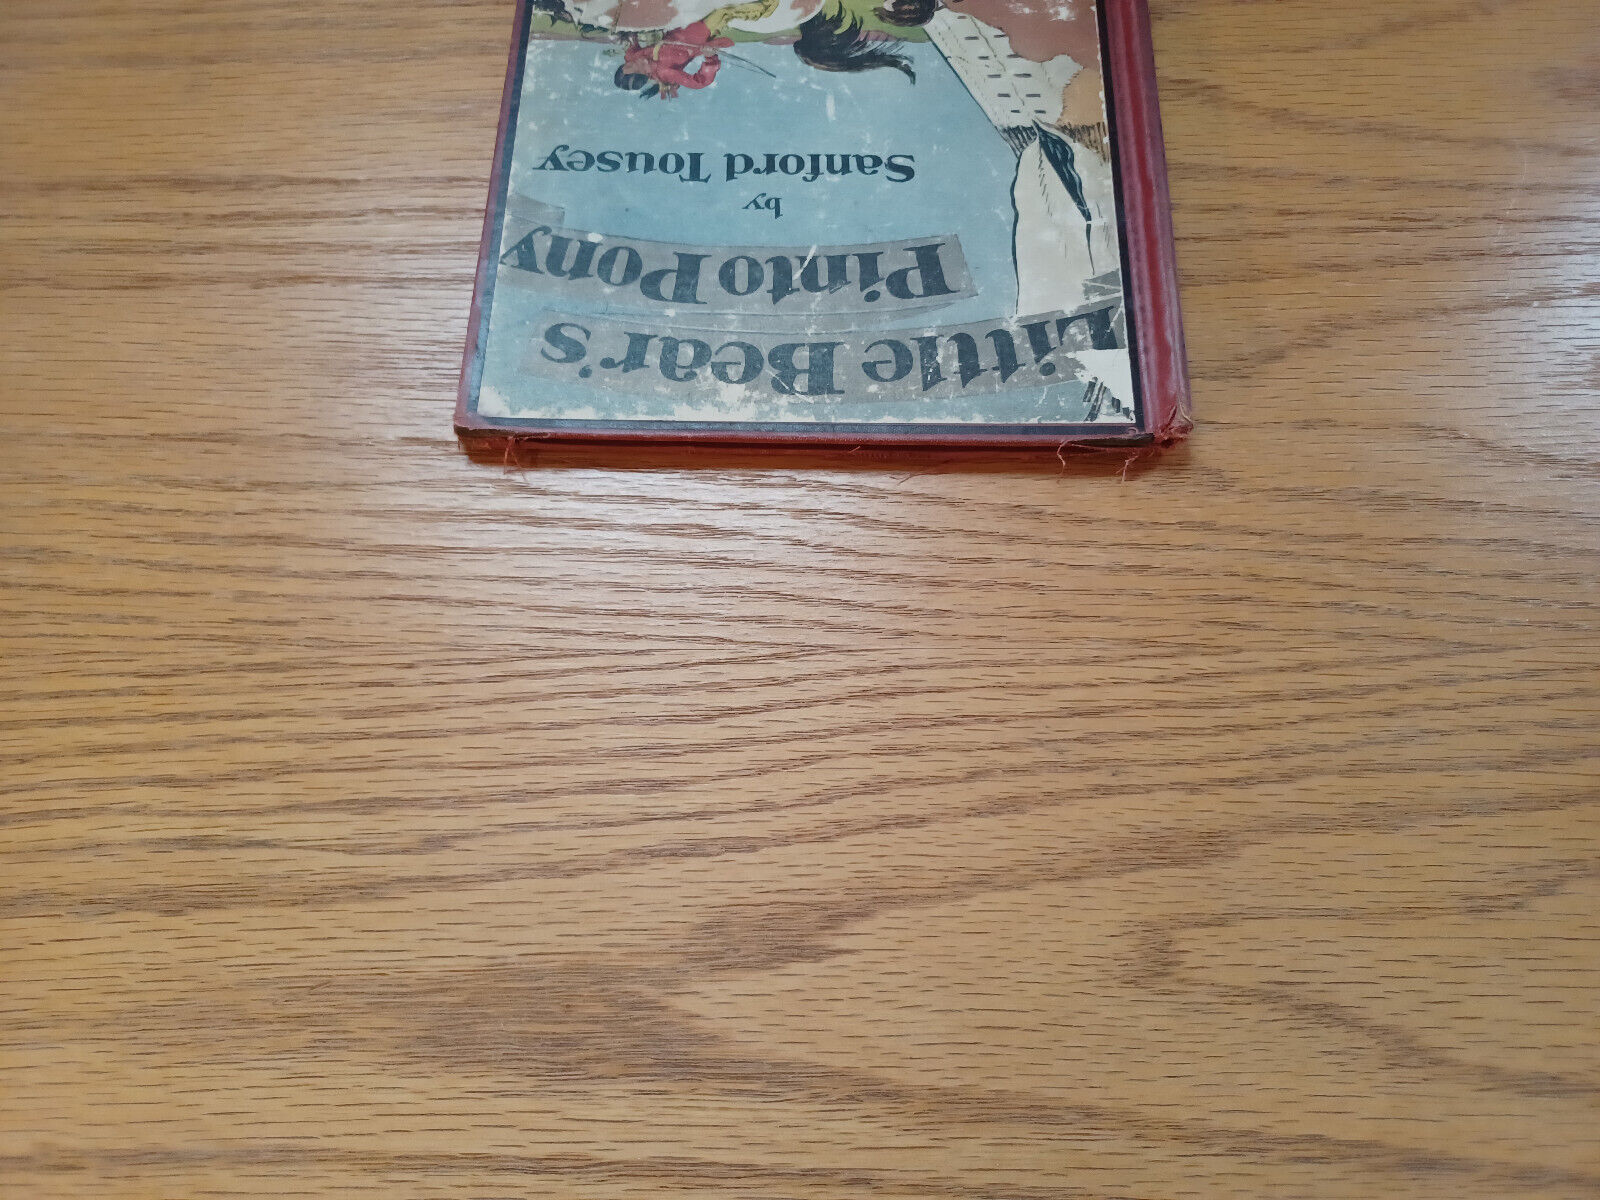 Little Bear's
Pinto Pony
by
Sanford Tousey